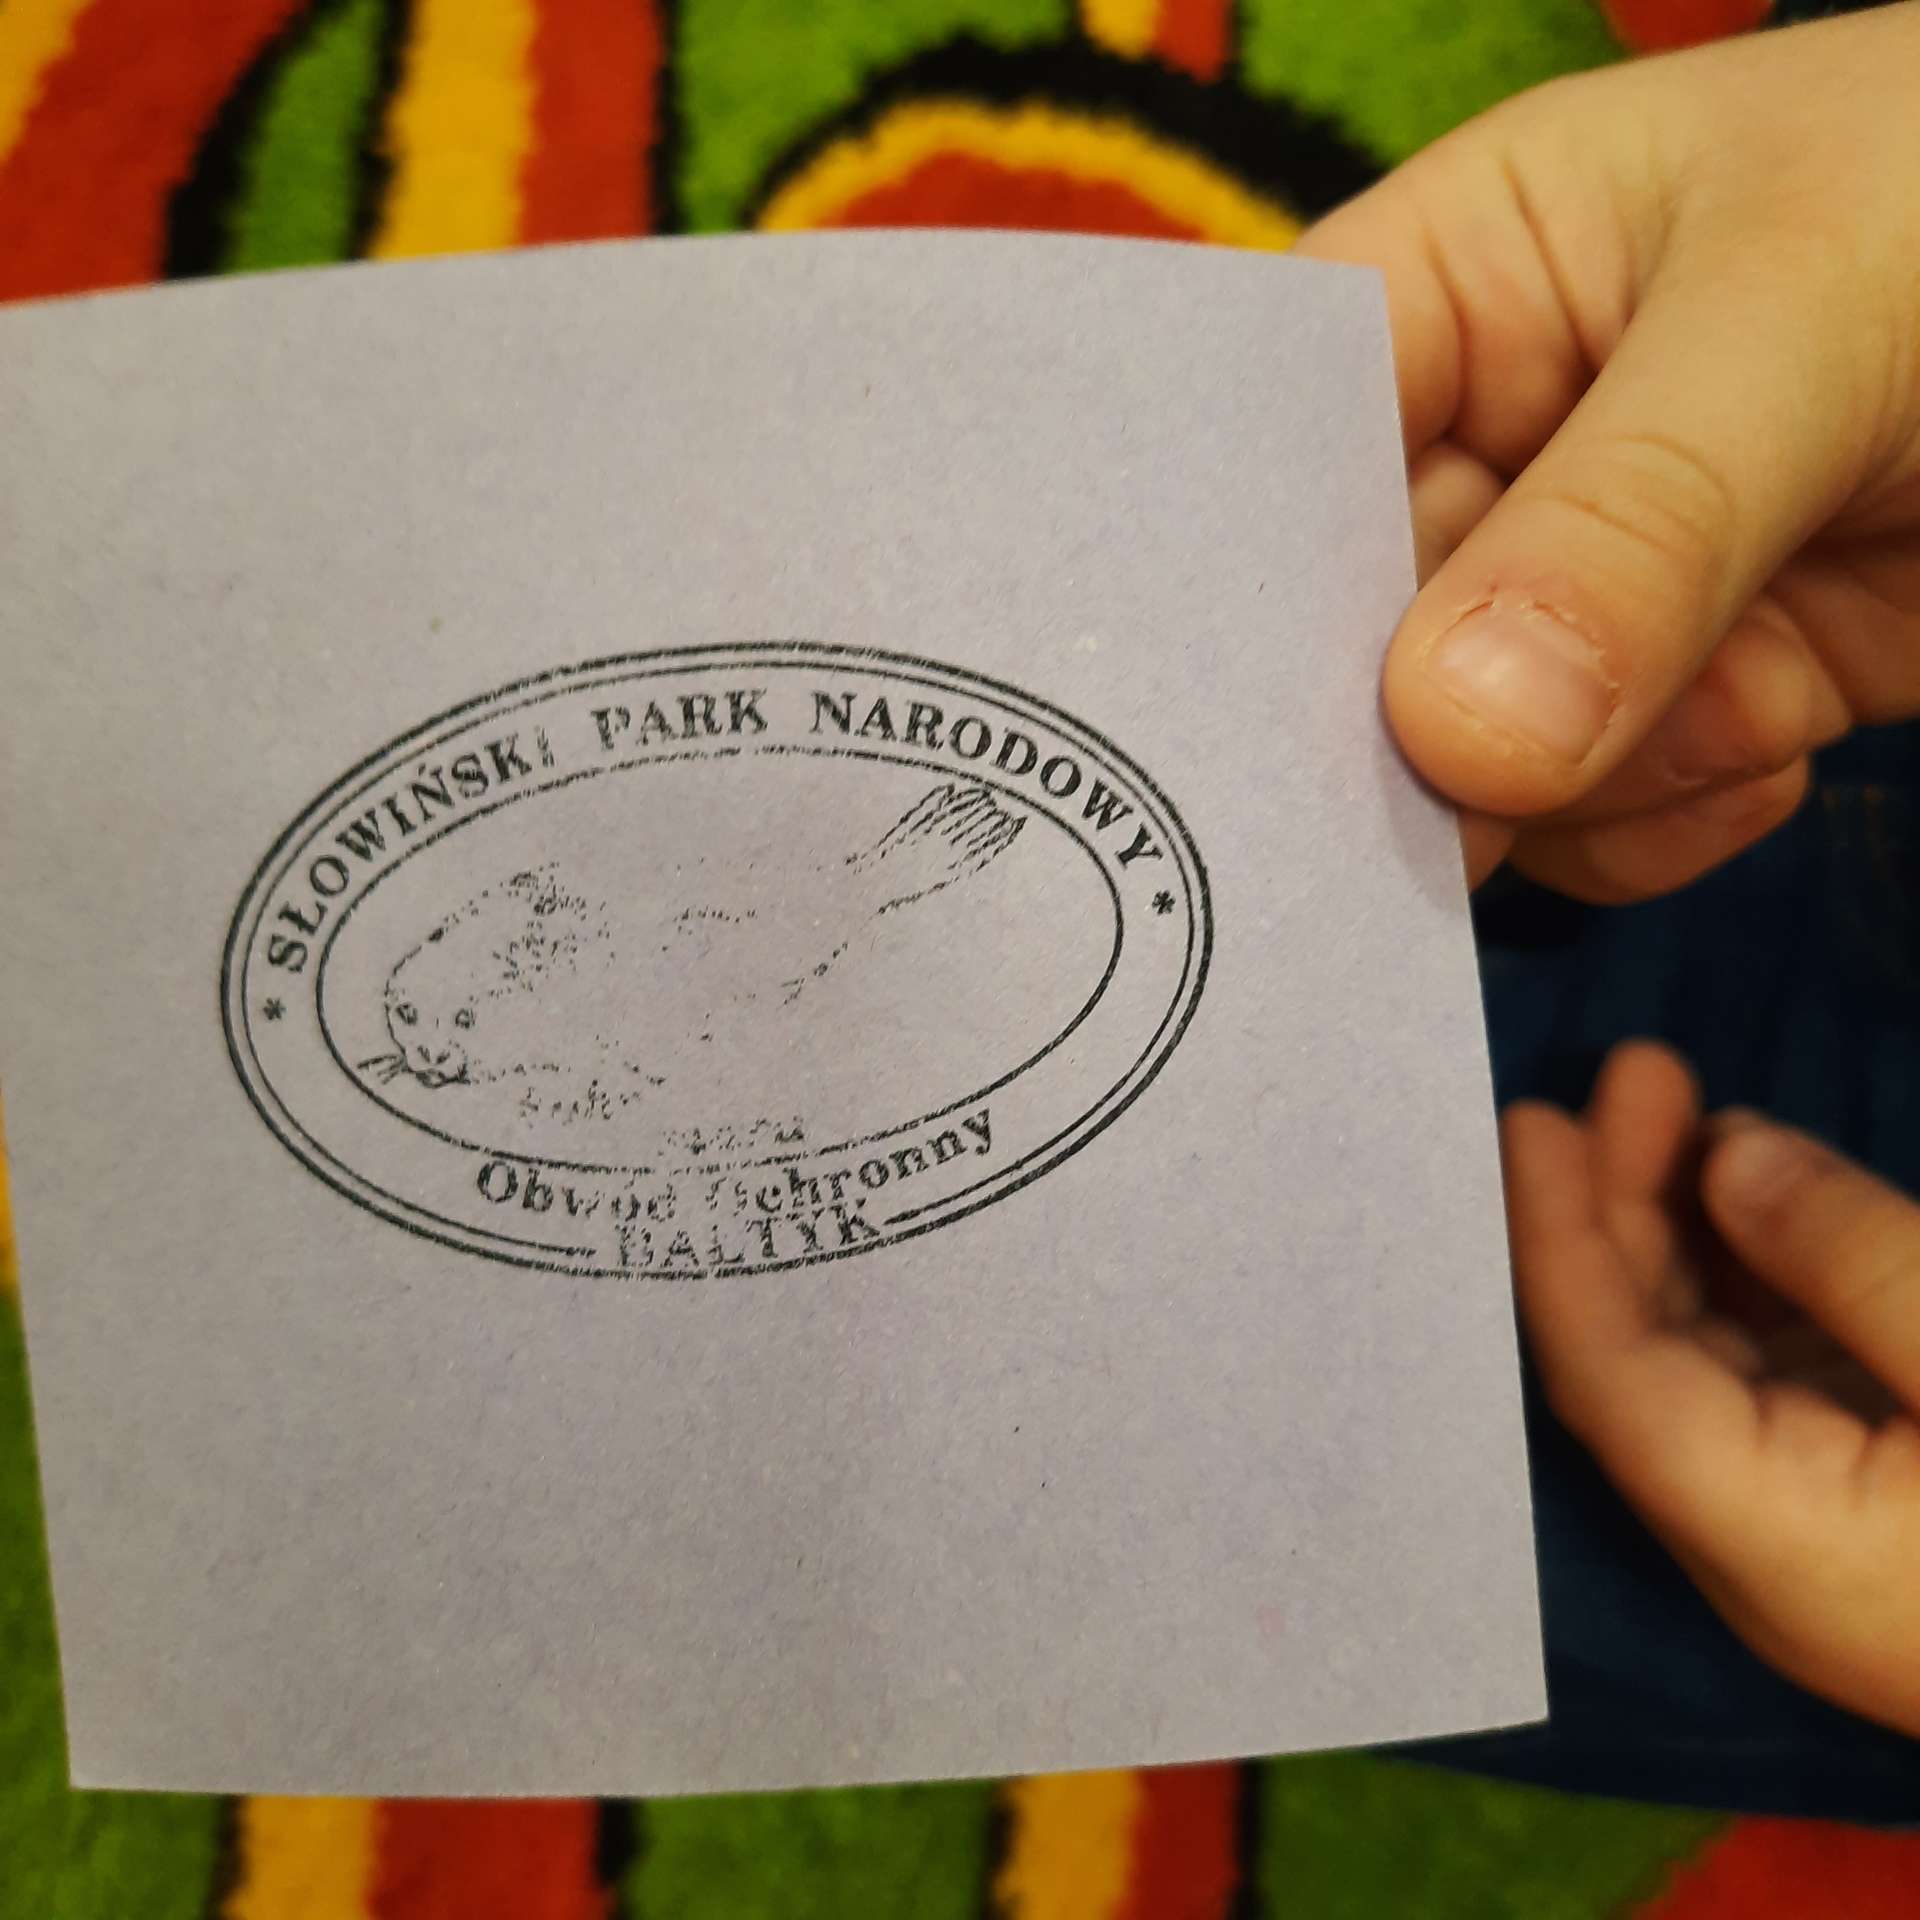 * SŁOWIŃSKI PARK NARODOWY *
Obwód Ochronny
BAŁTYK